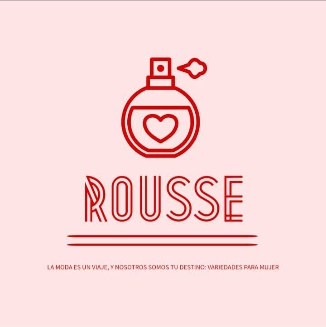 ROUSSE
LA MODA ES UN VIAJE, Y NOSOTROS SOMOS TU DESTINO: VARIEDADES PARA MUJER